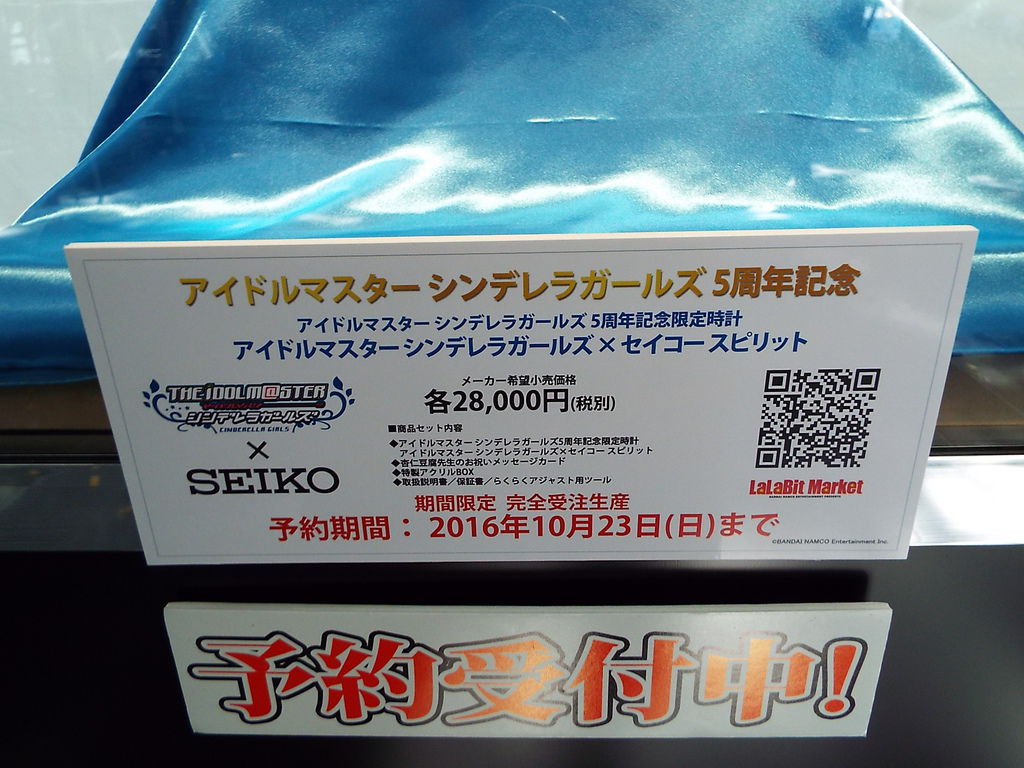 アイドルマスター シンデレラガールズ 5周年記念
アイドルマスター シンデレラガールズ 5周年記念限定時計
アイドルマスター シンデレラガールズ×セイコー スピリット
THE iDOLM@STER
アイドルマスター
シンデレラガールズ
CINDERELLA GIRLS
×
SEIKO
メーカー希望小売価格
各28,000円(税別)
■商品セット内容
◆アイドルマスター シンデレラガールズ5周年記念限定時計
アイドルマスター シンデレラガールズ×セイコー スピリット
◆杏仁豆腐先生のお祝いメッセージカード
◆特製アクリルBOX
◆取扱説明書／保証書／らくらくアジャスト用ツール
LaLaBit Market
BANDAI NAMCO ENTERTAINMENT PRESENTS
期間限定 完全受注生産
予約期間： 2016年10月23日(日)まで
©BANDAI NAMCO Entertainment Inc.
予約受付中!